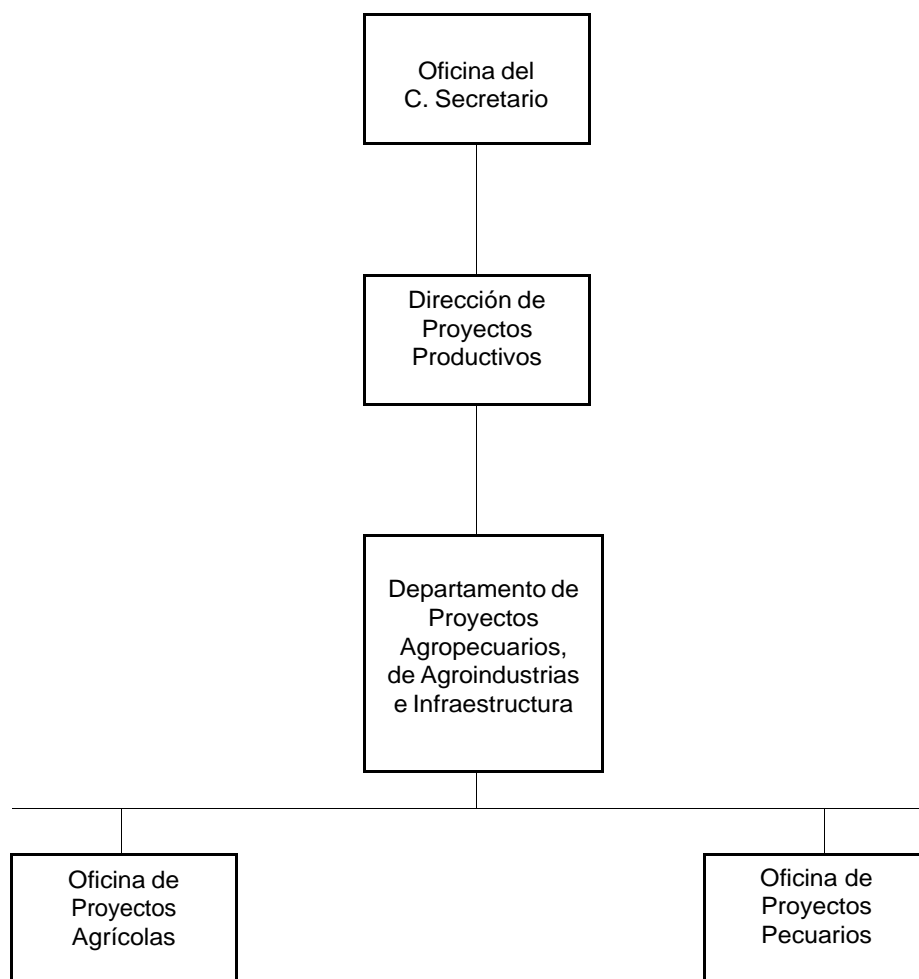 Oficina del
C. Secretario
Dirección de
Proyectos
Productivos
Departamento de
Proyectos
Agropecuarios,
de Agroindustrias
e Infraestructura
Oficina de
Proyectos
Agrícolas
Oficina de
Proyectos
Pecuarios